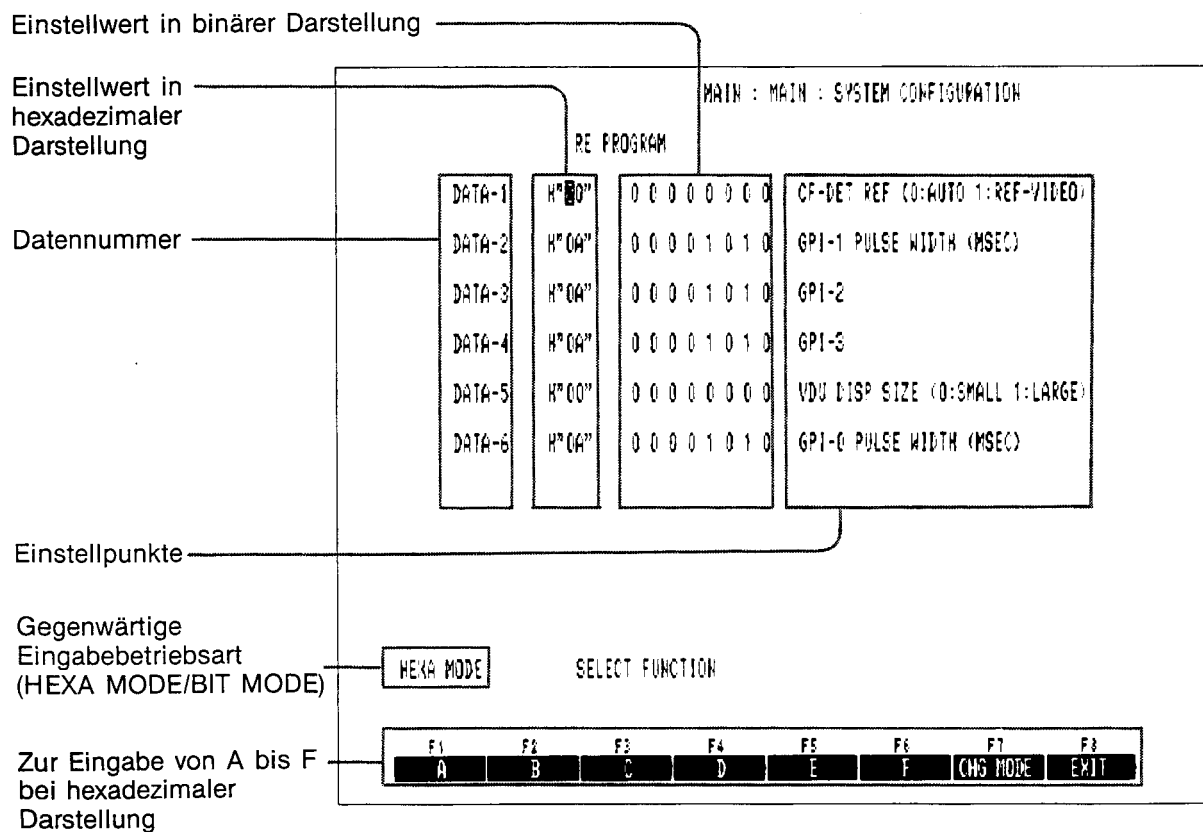 Einstellwert in binärer Darstellung
Einstellwert in
hexadezimaler
Darstellung
MAIN : MAIN : SYSTEM CONFIGURATION
RE PROGRAM
DATA-1 H" 0" 0 0 0 0 0 0 0 0 CF-DET REF (0:AUTO 1:REF-VIDEO)
Datennummer
DATA-2 H"0A" 0 0 0 0 1 0 1 0 GPI-1 PULSE WIDTH (MSEC)
DATA-3 H"0A" 0 0 0 0 1 0 1 0 GPI-2
DATA-4 H"0A" 0 0 0 0 1 0 1 0 GPI-3
DATA-5 H"00" 0 0 0 0 0 0 0 0 VDU DISP SIZE (0:SMALL 1:LARGE)
DATA-6 H"0A" 0 0 0 0 1 0 1 0 GPI-0 PULSE WIDTH (MSEC)
Einstellpunkte
Gegenwärtige
Eingabebetriebsart
(HEXA MODE/BIT MODE)
HEXA MODE SELECT FUNCTION
Zur Eingabe von A bis F
bei hexadezimaler
Darstellung
F1 F2 F3 F4 F5 F6 F7 F8
A B C D E F CHG MODE EXIT